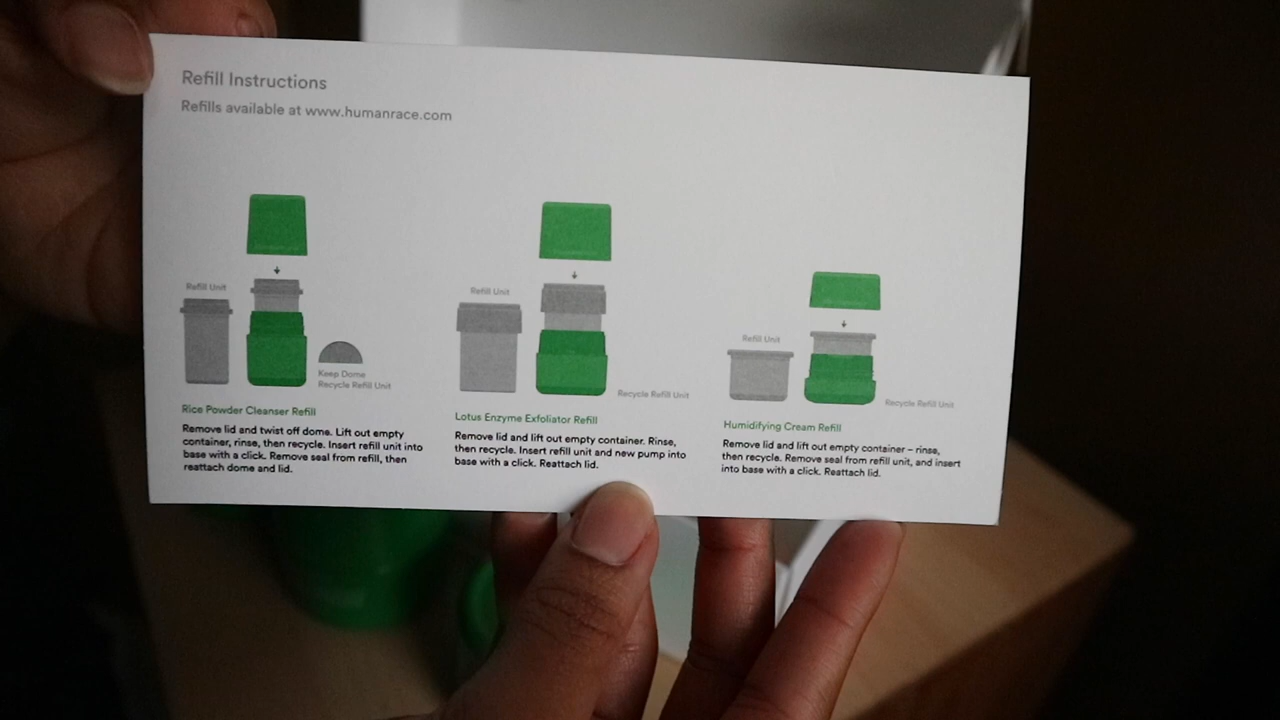 Refill Instructions
Refills available at www.humanrace.com
Refill Unit
Keep Dome
Recycle Refill Unit
Rice Powder Cleanser Refill
Remove lid and twist off dome. Lift out empty
container, rinse, then recycle. Insert refill unit into
base with a click. Remove seal from refill, then
reattach dome and lid.
Refill Unit
Recycle Refill Unit
Lotus Enzyme Exfoliator Refill
Remove lid and lift out empty container. Rinse,
then recycle. Insert refill unit and new pump into
base with a click. Reattach lid.
Refill Unit
Recycle Refill Unit
Humidifying Cream Refill
Remove lid and lift out empty container – rinse,
then recycle. Remove seal from refill unit, and insert
into base with a click. Reattach lid.